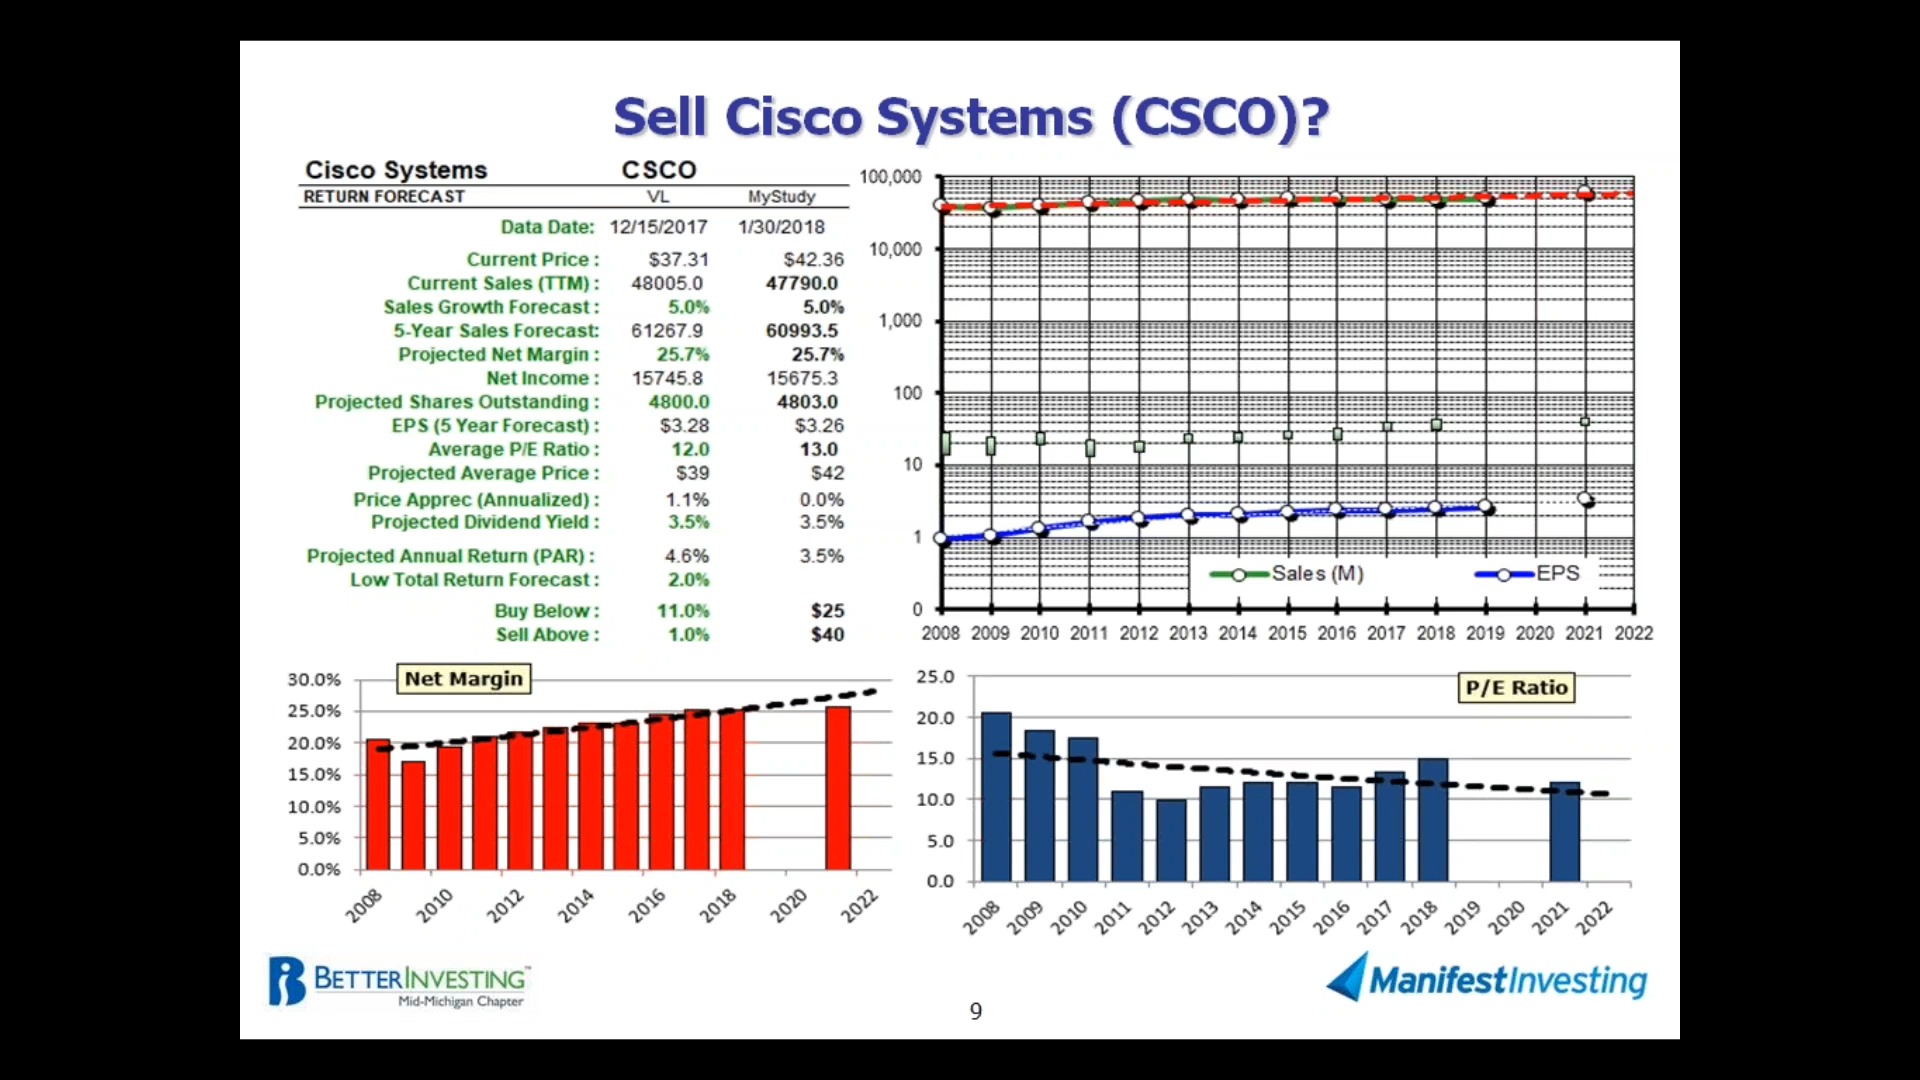 Sell Cisco Systems (CSCO)?
Cisco Systems CSCO
RETURN FORECAST VL MyStudy
Data Date: 12/15/2017 1/30/2018
Current Price : $37.31 $42.36
Current Sales (TTM) : 48005.0 47790.0
Sales Growth Forecast : 5.0% 5.0%
5-Year Sales Forecast: 61267.9 60993.5
Projected Net Margin : 25.7% 25.7%
Net Income : 15745.8 15675.3
Projected Shares Outstanding : 4800.0 4803.0
EPS (5 Year Forecast) : $3.28 $3.26
Average P/E Ratio : 12.0 13.0
Projected Average Price : $39 $42
Price Apprec (Annualized) : 1.1% 0.0%
Projected Dividend Yield : 3.5% 3.5%
Projected Annual Return (PAR) : 4.6% 3.5%
Low Total Return Forecast : 2.0%
Buy Below : 11.0% $25
Sell Above : 1.0% $40
100,000
10,000
1,000
100
10
1
0
Sales (M) EPS
2008 2009 2010 2011 2012 2013 2014 2015 2016 2017 2018 2019 2020 2021 2022
Net Margin
30.0%
25.0%
20.0%
15.0%
10.0%
5.0%
0.0%
2008 2010 2012 2014 2016 2018 2020 2022
P/E Ratio
25.0
20.0
15.0
10.0
5.0
0.0
2008 2009 2010 2011 2012 2013 2014 2015 2016 2017 2018 2019 2020 2021 2022
BETTERINVESTING™
Mid-Michigan Chapter
ManifestInvesting
9